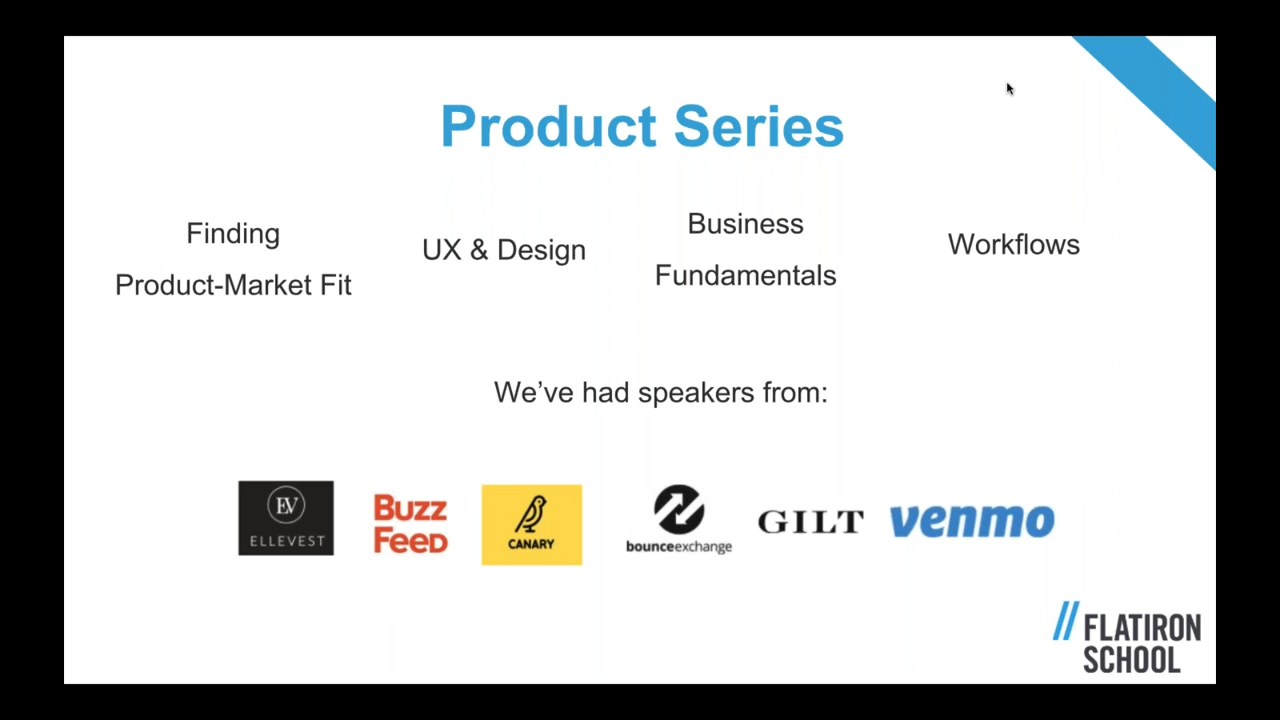 Product Series
Finding
Product-Market Fit
UX & Design
Business
Fundamentals
Workflows
We’ve had speakers from:
EV
ELLEVEST
Buzz
FeeD
CANARY
bounceexchange
GILT
venmo
// FLATIRON
SCHOOL